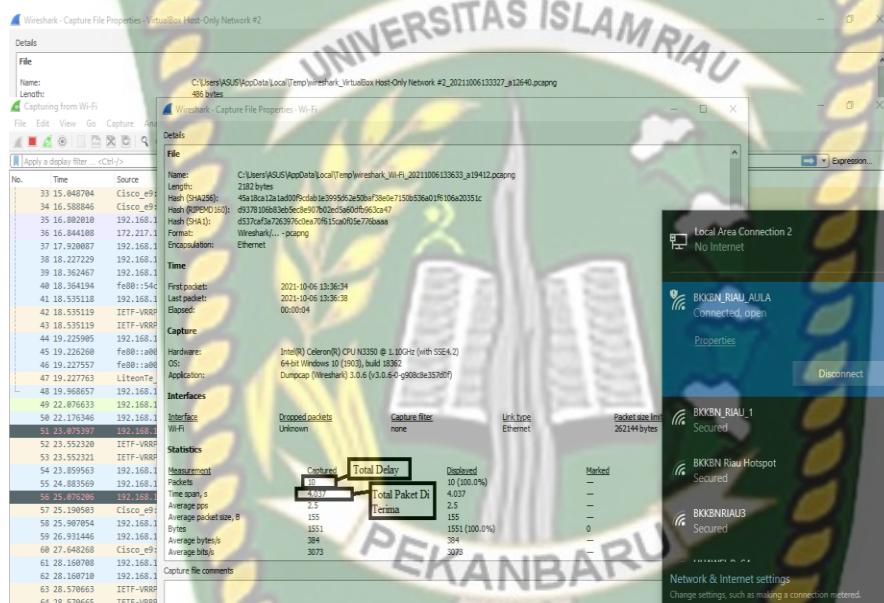 Wireshark - Capture File Properties - VirtualBox Host-Only Network #2
Details
File
Name: C:\Users\ASUS\AppData\Local\Temp\wireshark_VirtualBox Host-Only Network #2_20211006133327_a12640.pcapng
Length: 486 bytes
Capturing from Wi-Fi
File Edit View Go Capture
Apply a display filter ... <Ctrl-/>
Expression...
No. Time Source
33 15.048704 Cisco_e9:
34 16.588846 Cisco_e9:
35 16.802010 192.168.1
36 16.844108 172.217.1
37 17.920087 192.168.1
38 18.227229 192.168.1
39 18.362467 192.168.1
40 18.364194 fe80::54c
41 18.535118 192.168.1
42 18.535119 IETF-VRRP
43 18.535119 IETF-VRRP
44 19.225905 192.168.1
45 19.226260 fe80::a00
46 19.227557 fe80::a00
47 19.227763 LiteonTe_
48 19.968657 192.168.1
49 22.076633 192.168.1
50 22.176346 192.168.1
51 23.075397 192.168.1
52 23.552320 IETF-VRRP
53 23.552321 IETF-VRRP
54 23.859563 192.168.1
55 24.883569 192.168.1
56 25.076206 192.168.1
57 25.190503 Cisco_e9:
58 25.907054 192.168.1
59 26.931446 192.168.1
60 27.648268 Cisco_e9:
61 28.160708 192.168.1
62 28.160710 192.168.1
63 28.570663 IETF-VRRP
64 28.570665 IETF-VRRP
Wireshark - Capture File Properties - Wi-Fi
Details
File
Name: C:\Users\ASUS\AppData\Local\Temp\wireshark_Wi-Fi_20211006133633_a19412.pcapng
Length: 2182 bytes
Hash (SHA256):
Hash (RIPEMD160):
Hash (SHA1):
Format: Wireshark/... - pcapng
Encapsulation: Ethernet
Time
First packet: 2021-10-06 13:36:34
Last packet: 2021-10-06 13:36:38
Elapsed: 00:00:04
Capture
Hardware: Intel(R) Celeron(R) CPU N3350 @ 1.10GHz (with SSE4.2)
OS: 64-bit Windows 10 (1903), build 18362
Application: Dumpcap (Wireshark) 3.0.6 (v3.0.6-0-g908c8e357d0f)
Interfaces
Interface Dropped packets Capture filter Link type Packet size limit
Wi-Fi Unknown none Ethernet 262144 bytes
Statistics
Measurement Captured Displayed Marked
Packets 10 10 (100.0%) —
Time span, s 4.037 4.037 —
Average pps 2.5 2.5 —
Average packet size, B 155 155 —
Bytes 1551 1551 (100.0%) 0
Average bytes/s 384 384 —
Average bits/s 3073 3073 —
Capture file comments
Total Delay
Total Paket Di
Terima
Local Area Connection 2
No Internet
BKKBN_RIAU_AULA
Connected, open
Properties
Disconnect
BKKBN_RIAU_1
Secured
BKKBN Riau Hotspot
Secured
BKKBNRIAU3
Secured
Network & Internet settings
Change settings, such as making a connection metered.
UNIVERSITAS ISLAM RIAU
PEKANBARU